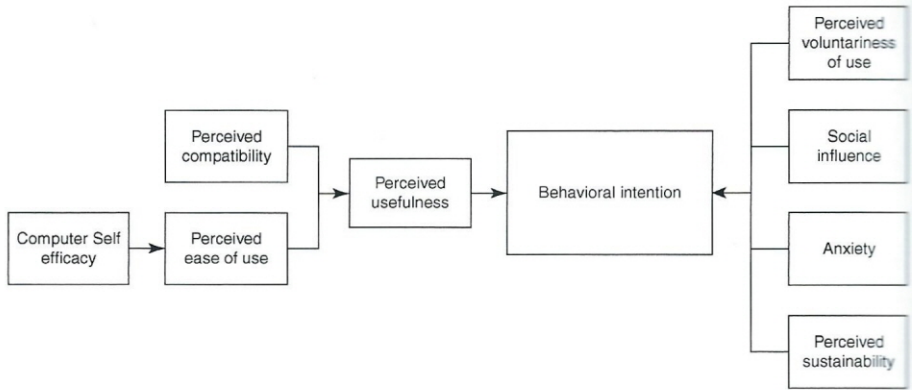 Perceived
voluntariness
of use
Perceived
compatibility
Social
influence
Perceived
usefulness
Behavioral intention
Computer Self
efficacy
Perceived
ease of use
Anxiety
Perceived
sustainability